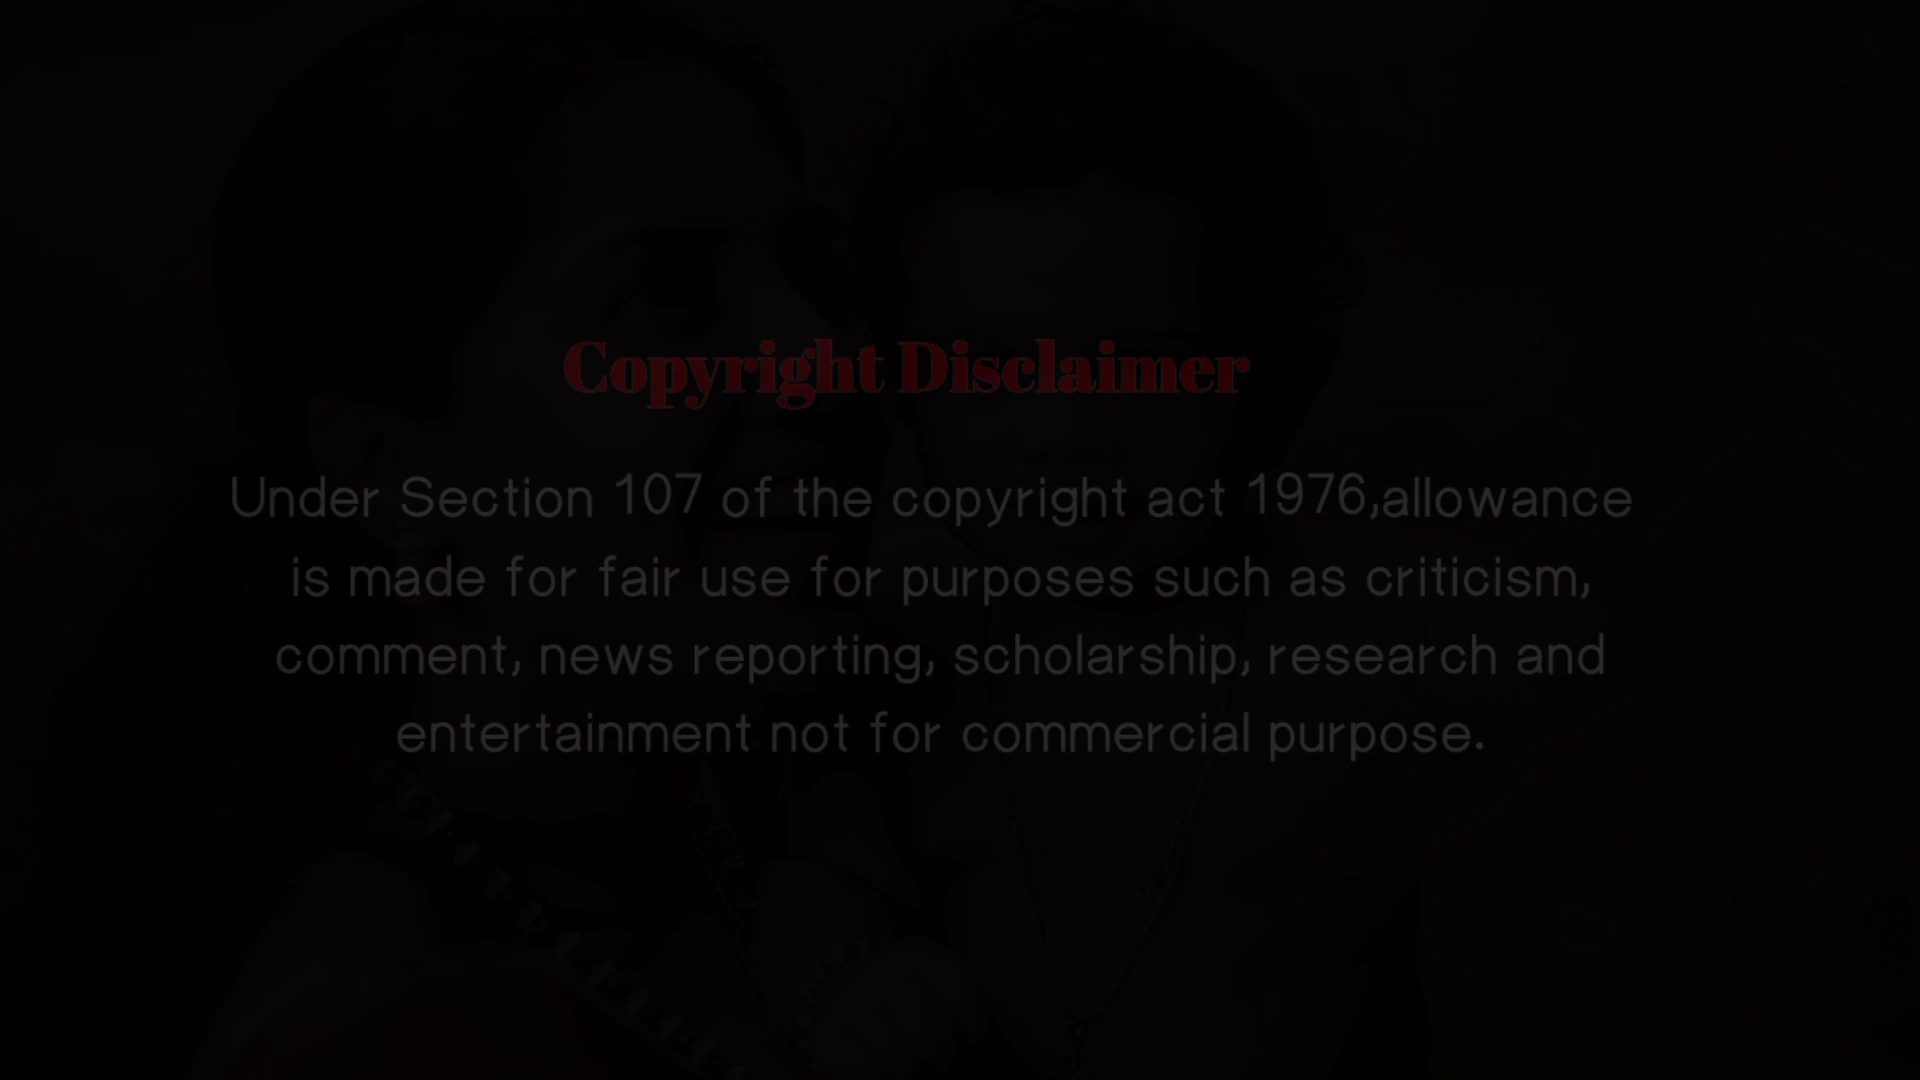 Copyright Disclaimer
Under Section 107 of the copyright act 1976,allowance
is made for fair use for purposes such as criticism,
comment, news reporting, scholarship, research and
entertainment not for commercial purpose.